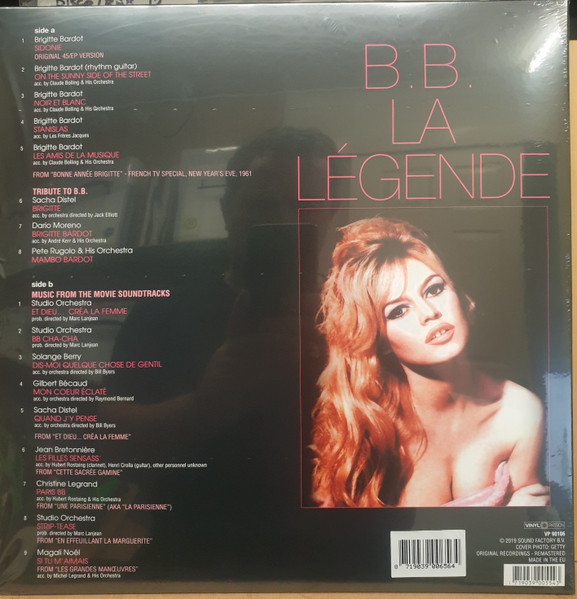 side a
1 Brigitte Bardot
SIDONIE
ORIGINAL 45/EP VERSION
2 Brigitte Bardot (rhythm guitar)
ON THE SUNNY SIDE OF THE STREET
acc. by Claude Bolling & His Orchestra
3 Brigitte Bardot
NOIR ET BLANC
acc. by Claude Bolling & His Orchestra
4 Brigitte Bardot
STANISLAS
acc. by Les Frères Jacques
5 Brigitte Bardot
LES AMIS DE LA MUSIQUE
acc. by Claude Bolling & His Orchestra
FROM "BONNE ANNÉE BRIGITTE" - FRENCH TV SPECIAL, NEW YEAR'S EVE, 1961
TRIBUTE TO B.B.
6 Sacha Distel
BRIGITTE
acc. by orchestra directed by Jack Elliott
7 Dario Moreno
BRIGITTE BARDOT
acc. by André Kerr & His Orchestra
8 Pete Rugolo & His Orchestra
MAMBO BARDOT
side b
MUSIC FROM THE MOVIE SOUNDTRACKS
1 Studio Orchestra
ET DIEU... CRÉA LA FEMME
prob. directed by Marc Lanjean
2 Studio Orchestra
BB CHA-CHA
prob. directed by Marc Lanjean
3 Solange Berry
DIS-MOI QUELQUE CHOSE DE GENTIL
acc. by orchestra directed by Bill Byers
4 Gilbert Bécaud
MON COEUR ÉCLATÉ
acc. by orchestra directed by Raymond Bernard
5 Sacha Distel
QUAND J'Y PENSE
acc. by orchestra directed by Bill Byers
FROM "ET DIEU... CRÉA LA FEMME"
6 Jean Bretonnière
LES FILLES SENSASS'
acc. by Hubert Rostaing (clarinet), Henri Crolla (guitar), other personnel unknown
FROM "CETTE SACRÉE GAMINE"
7 Christine Legrand
PARIS BB
acc. by Hubert Rostaing & His Orchestra
FROM "UNE PARISIENNE" (AKA "LA PARISIENNE")
8 Studio Orchestra
STRIP-TEASE
prob. directed by Marc Lanjean
FROM "EN EFFEUILLANT LA MARGUERITE"
9 Magali Noël
SI TU M'AIMAIS
acc. by Michel Legrand & His Orchestra
FROM "LES GRANDES MANŒUVRES"
B.B.
LA
LÉGENDE
VINYL
VP 90106
© 2019 SOUND FACTORY B.V.
COVER PHOTO: GETTY
ORIGINAL RECORDINGS - REMASTERED
MADE IN THE EU
8 719039 006564